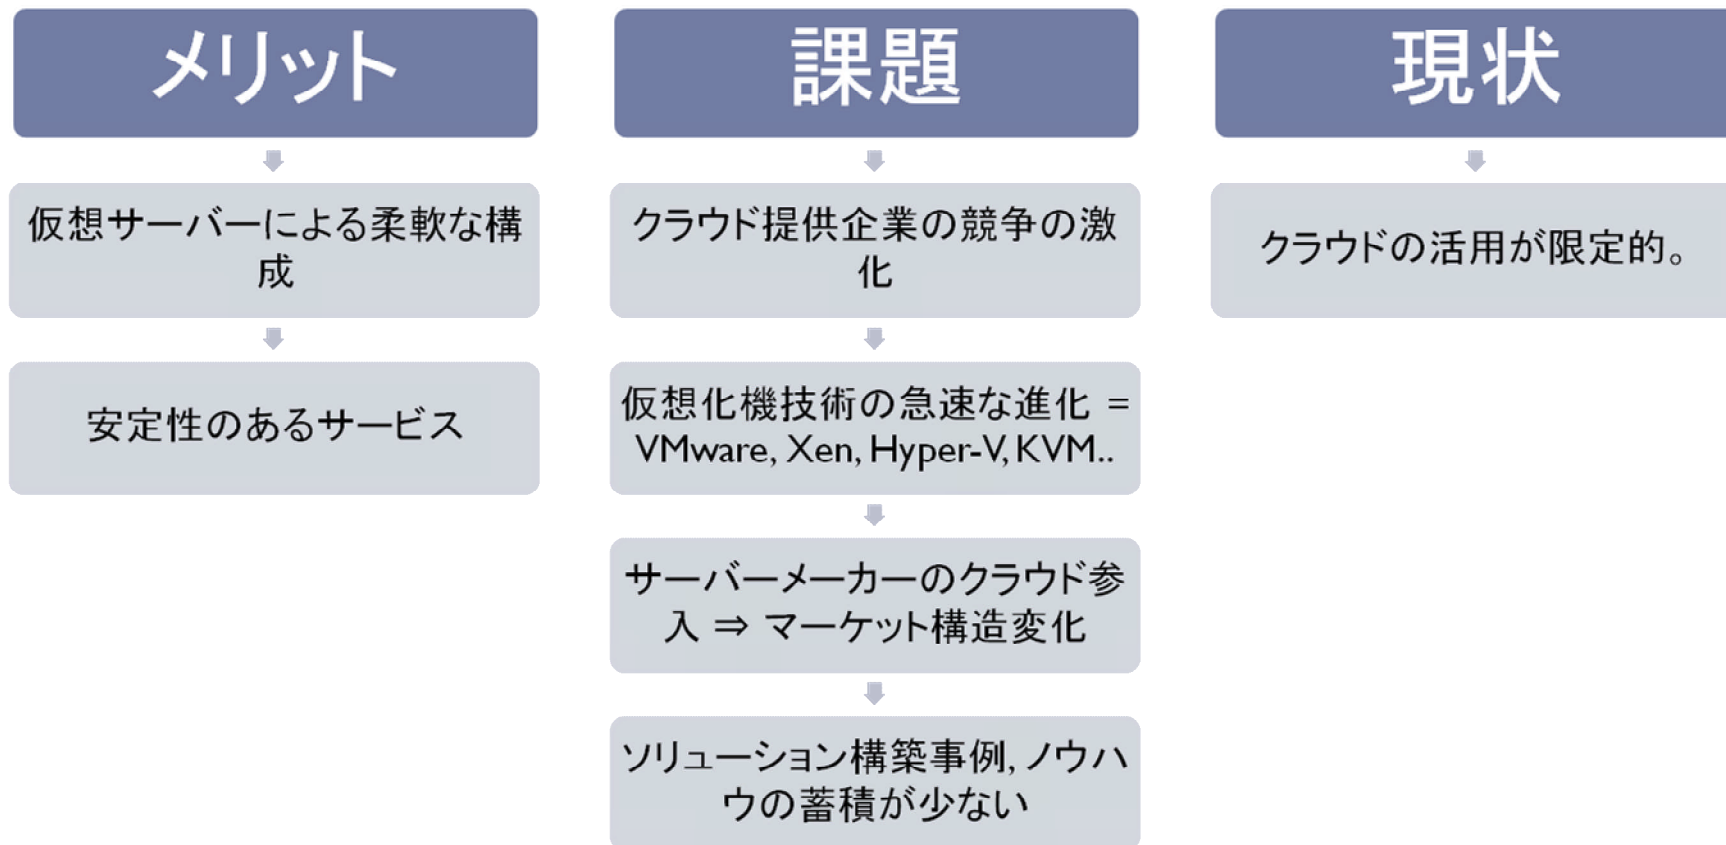 メリット
仮想サーバーによる柔軟な構
成
安定性のあるサービス
課題
クラウド提供企業の競争の激
化
仮想化機技術の急速な進化 =
VMware, Xen, Hyper-V, KVM..
サーバーメーカーのクラウド参
入 ⇒ マーケット構造変化
ソリューション構築事例, ノウハ
ウの蓄積が少ない
現状
クラウドの活用が限定的。